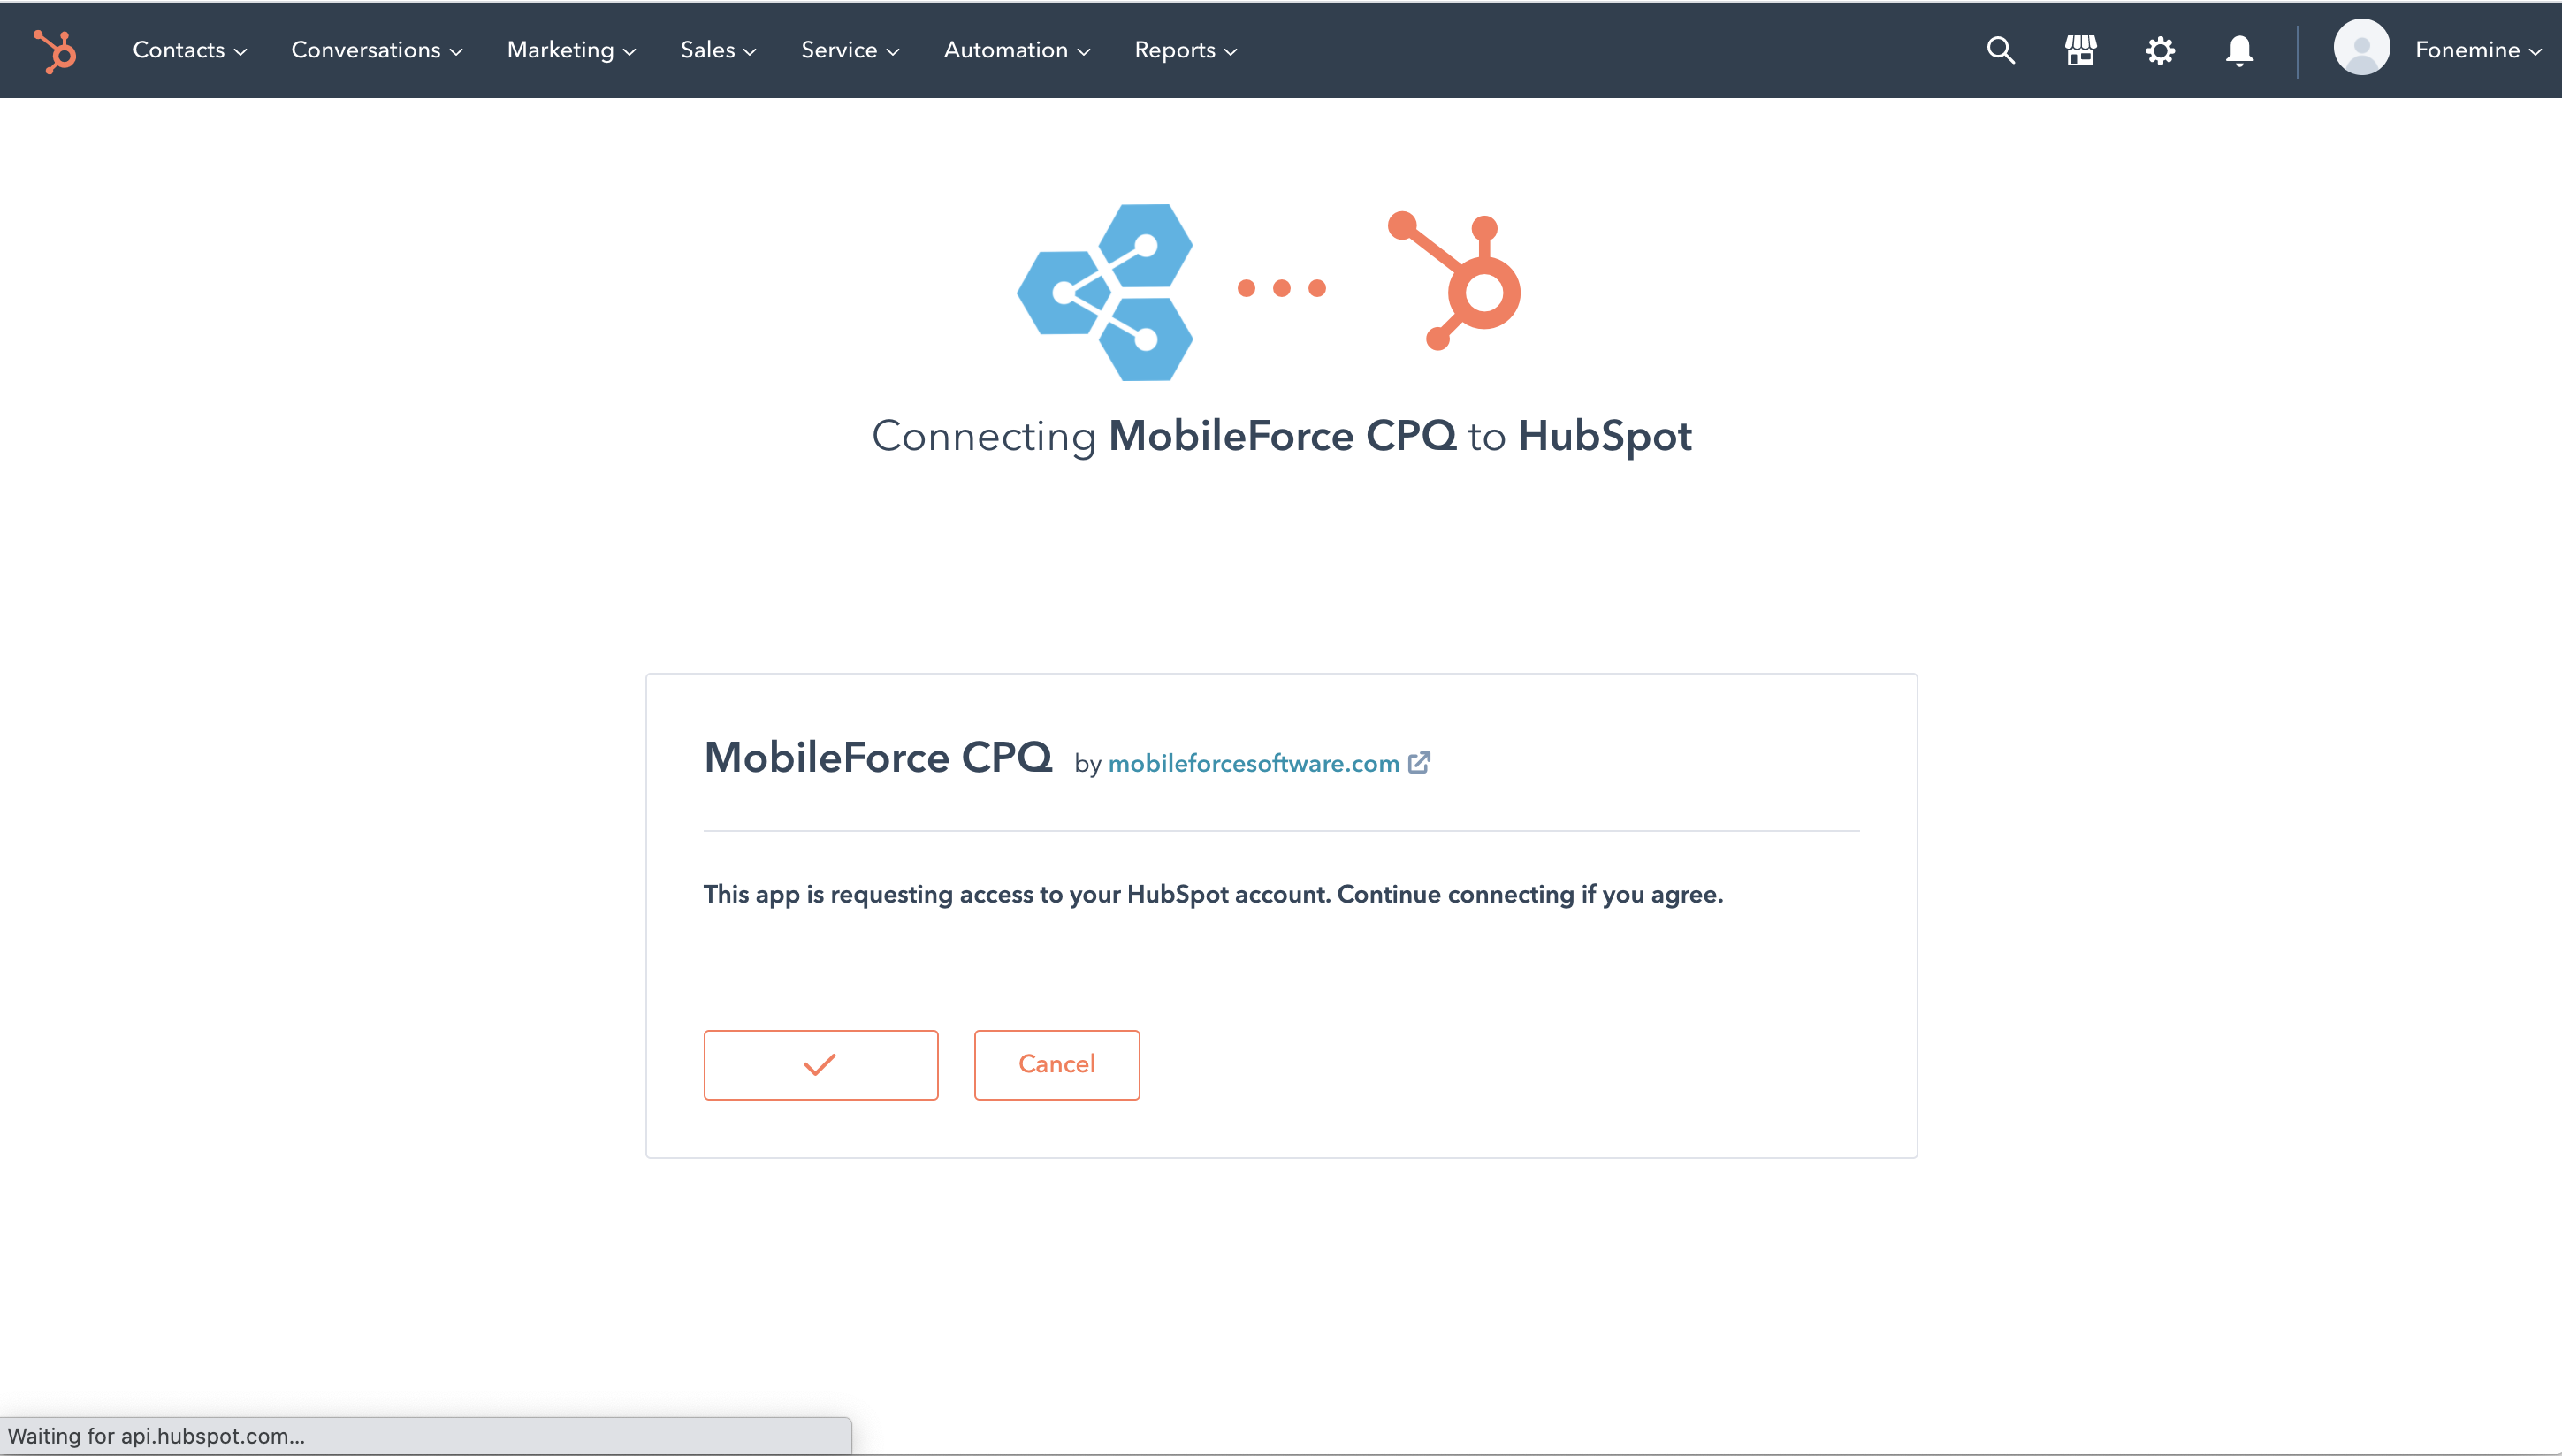 Contacts Conversations Marketing Sales Service Automation Reports Fonemine
Connecting MobileForce CPQ to HubSpot
MobileForce CPQ by mobileforcesoftware.com
This app is requesting access to your HubSpot account. Continue connecting if you agree.
Cancel
Waiting for api.hubspot.com...